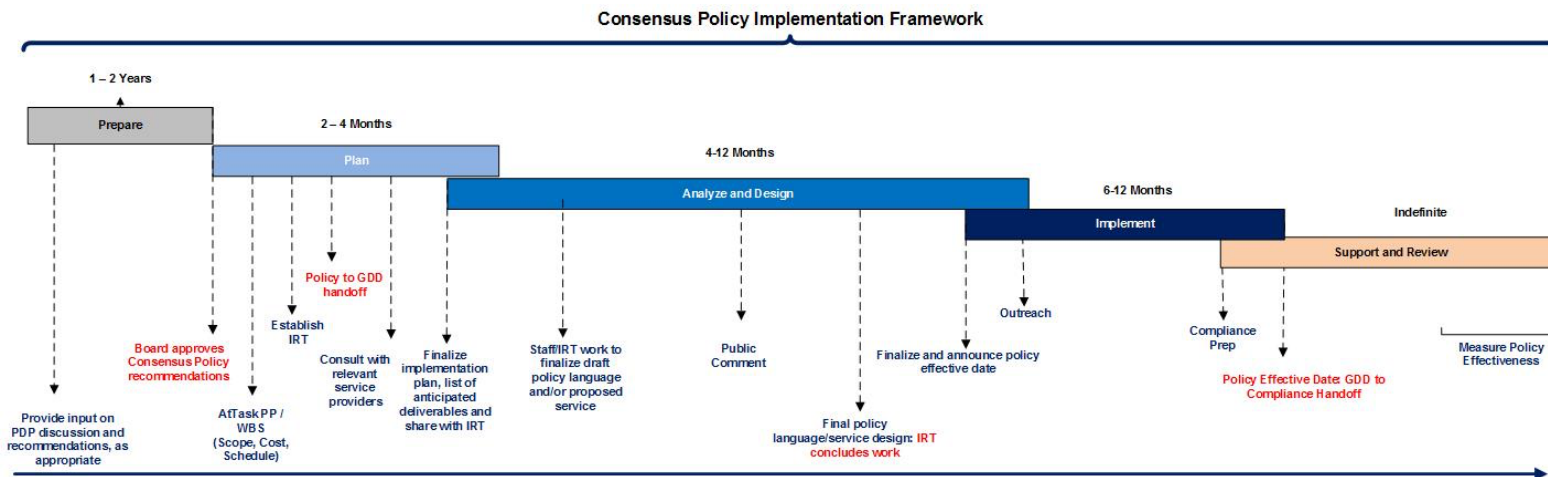 Consensus Policy Implementation Framework
1 – 2 Years
Prepare
2 – 4 Months
Plan
4-12 Months
Analyze and Design
6-12 Months
Implement
Indefinite
Support and Review
Provide input on
PDP discussion and
recommendations, as
appropriate
Board approves
Consensus Policy
recommendations
AtTask PP /
WBS
(Scope, Cost,
Schedule)
Establish
IRT
Policy to GDD
handoff
Consult with
relevant
service
providers
Finalize
implementation
plan, list of
anticipated
deliverables and
share with IRT
Staff/IRT work to
finalize draft
policy language
and/or proposed
service
Public
Comment
Final policy
language/service design: IRT
concludes work
Finalize and announce policy
effective date
Outreach
Compliance
Prep
Policy Effective Date: GDD to
Compliance Handoff
Measure Policy
Effectiveness